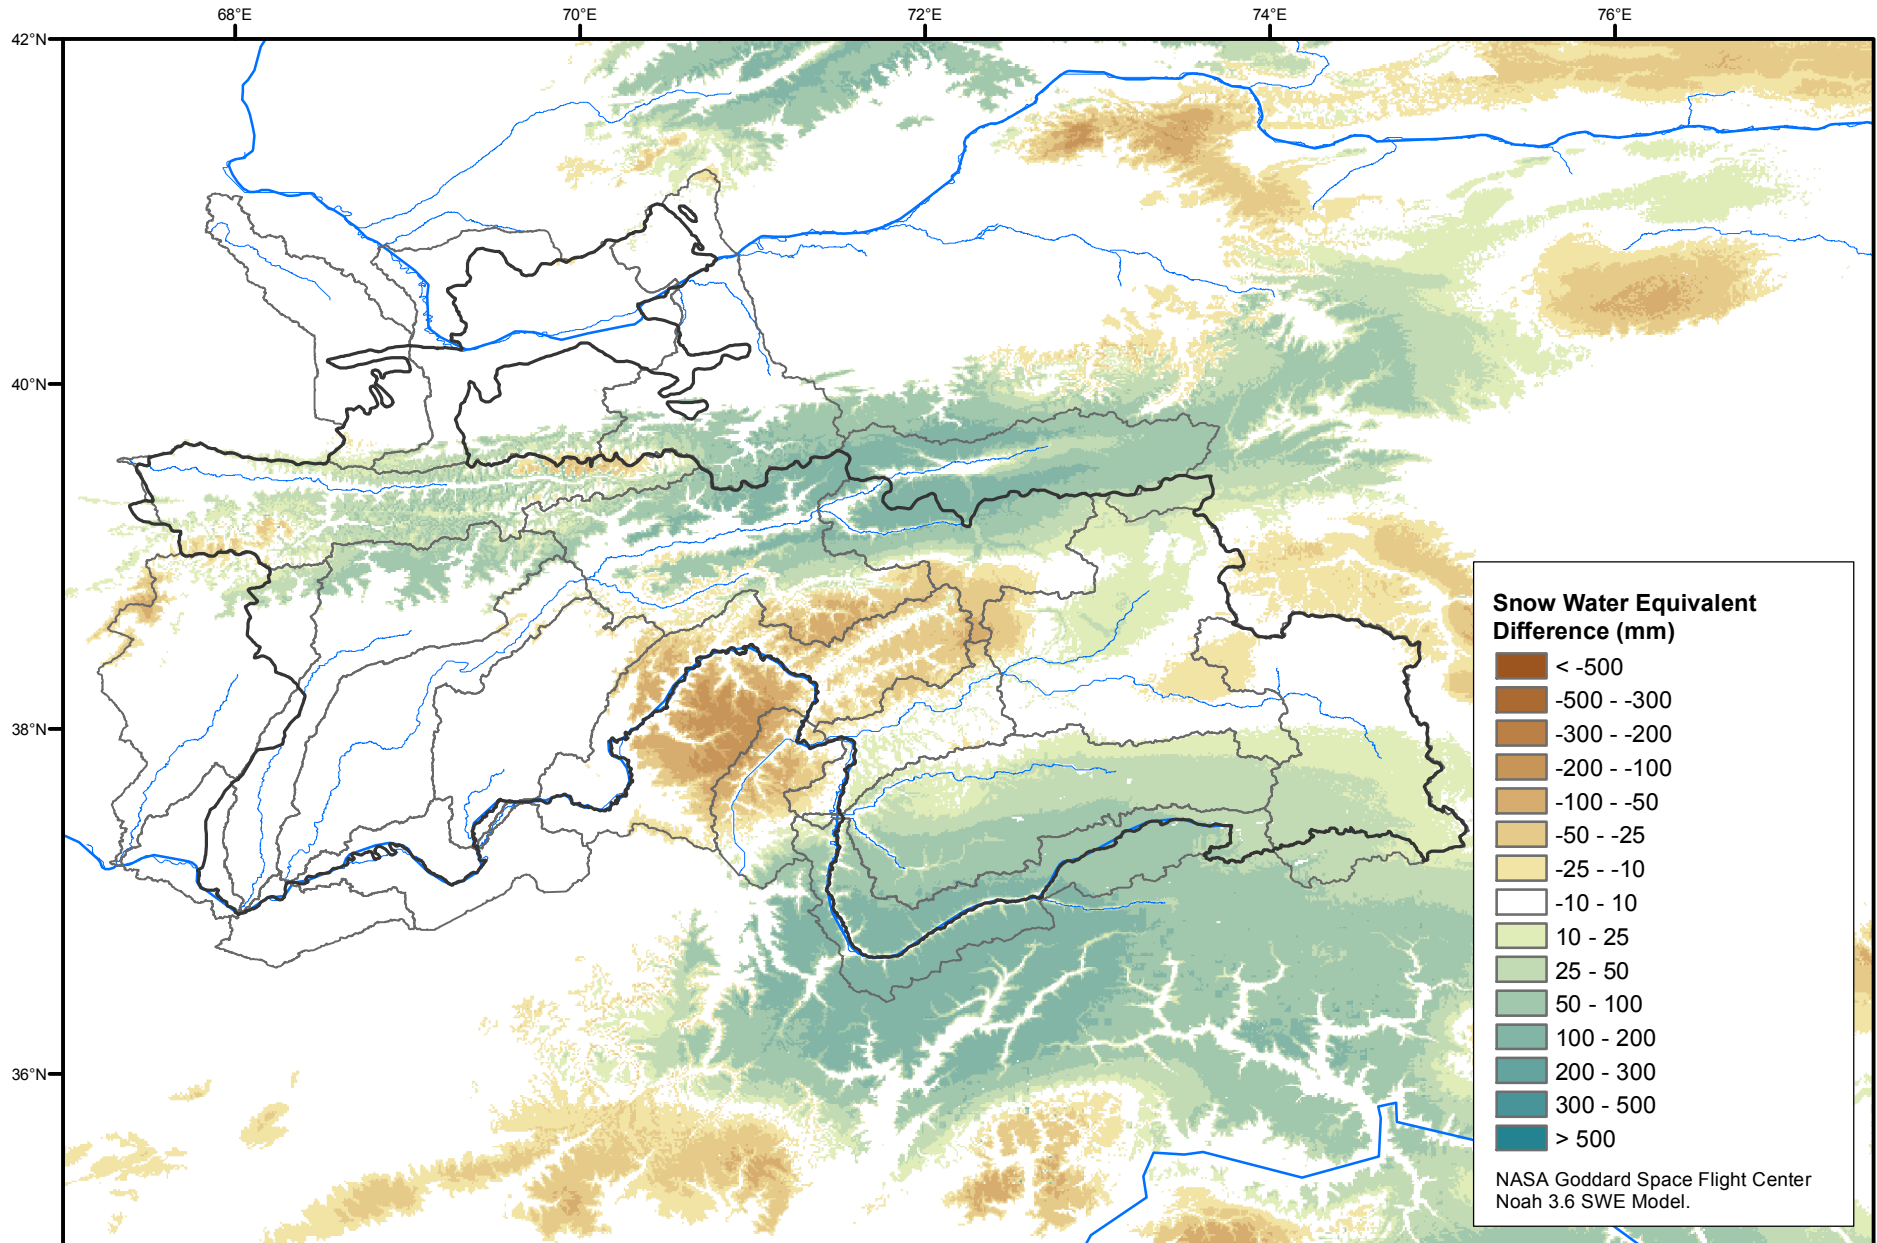 68°E 70°E 72°E 74°E 76°E
42°N
40°N
38°N
36°N
Snow Water Equivalent
Difference (mm)
< -500
-500 - -300
-300 - -200
-200 - -100
-100 - -50
-50 - -25
-25 - -10
-10 - 10
10 - 25
25 - 50
50 - 100
100 - 200
200 - 300
300 - 500
> 500
NASA Goddard Space Flight Center
Noah 3.6 SWE Model.